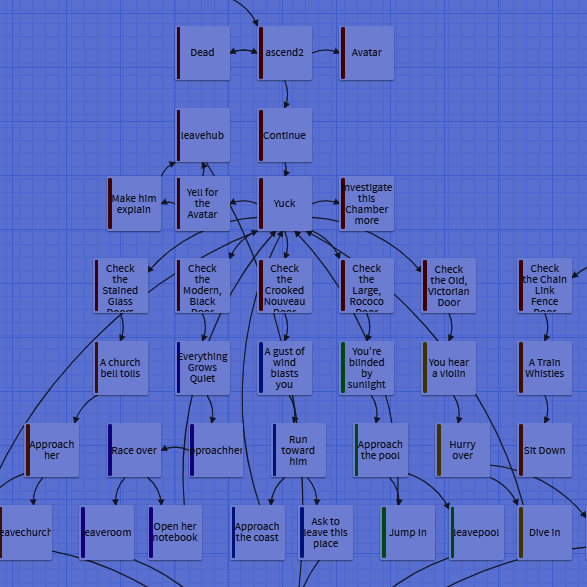 Dead
ascend2
Avatar
leavehub
Continue
Make him
explain
Yell for
the
Avatar
Yuck
nvestigate
this
Chamber
more
Check
the
Stained
Glass
Door
Check
the
Modern,
Black
Door
Check
the
Crooked
Nouveau
Door
Check
the
Large,
Rococo
Door
Check
the Old,
Victorian
Door
Check
the Chain
Link
Fence
Door
A church
bell tolls
Everything
Grows
Quiet
A gust of
wind
blasts
you
You're
blinded
by
sunlight
You hear
a violin
A Train
Whistles
Approach
her
Race over
pproachher
Run
toward
him
Approach
the pool
Hurry
over
Sit Down
eavechurch
eaveroom
Open her
notebook
Approach
the coast
Ask to
leave this
place
Jump in
leavepool
Dive in